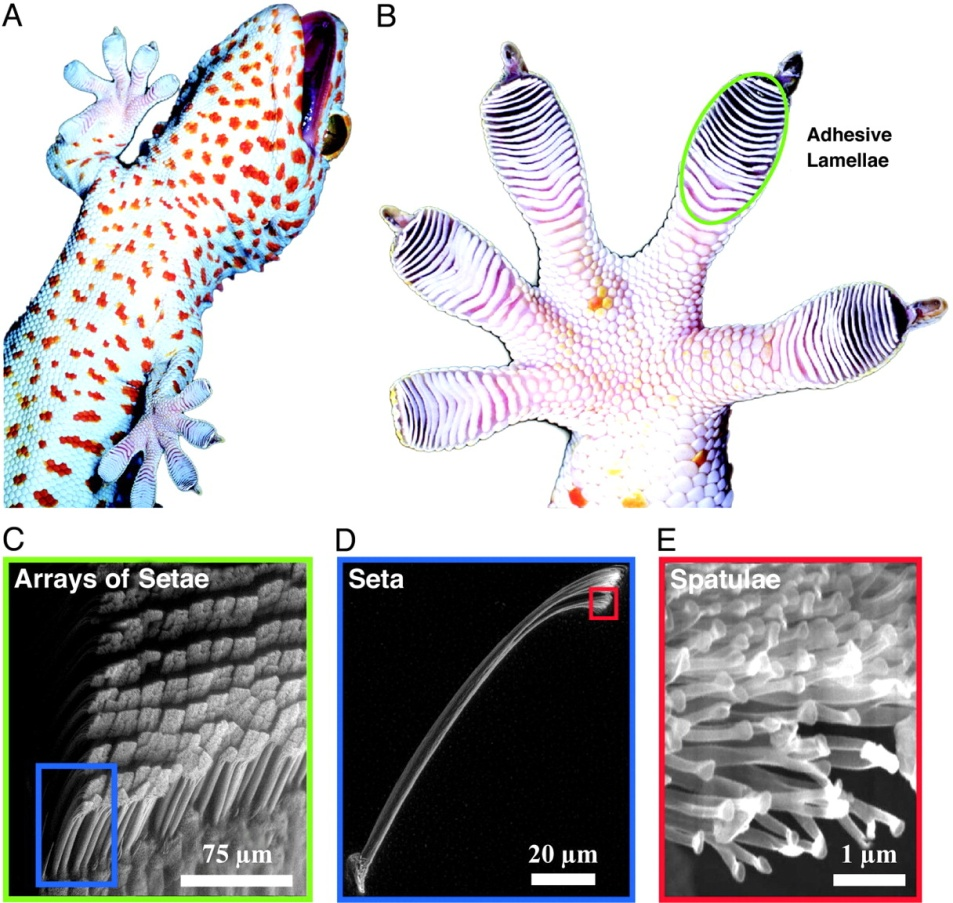 A
B
Adhesive
Lamellae
C
D
E
Arrays of Setae
Seta
Spatulae
75 µm
20 µm
1 µm